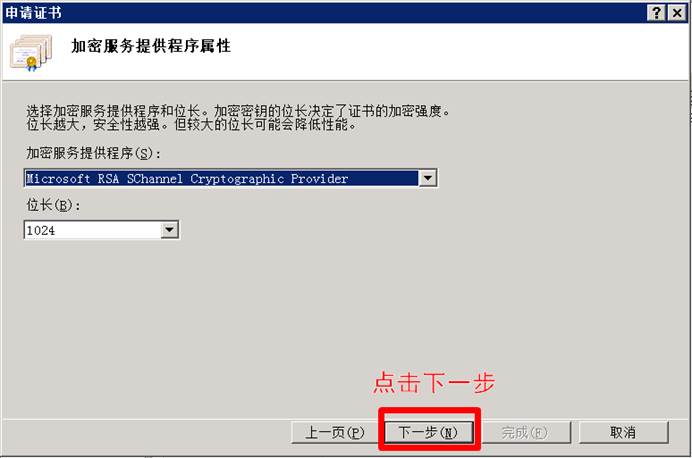 申请证书
加密服务提供程序属性
选择加密服务提供程序和位长。加密密钥的位长决定了证书的加密强度。
位长越大，安全性越强。但较大的位长可能会降低性能。
加密服务提供程序(S):
Microsoft RSA SChannel Cryptographic Provider
位长(B):
1024
点击下一步
上一页(P) 下一步(N) 完成(F) 取消